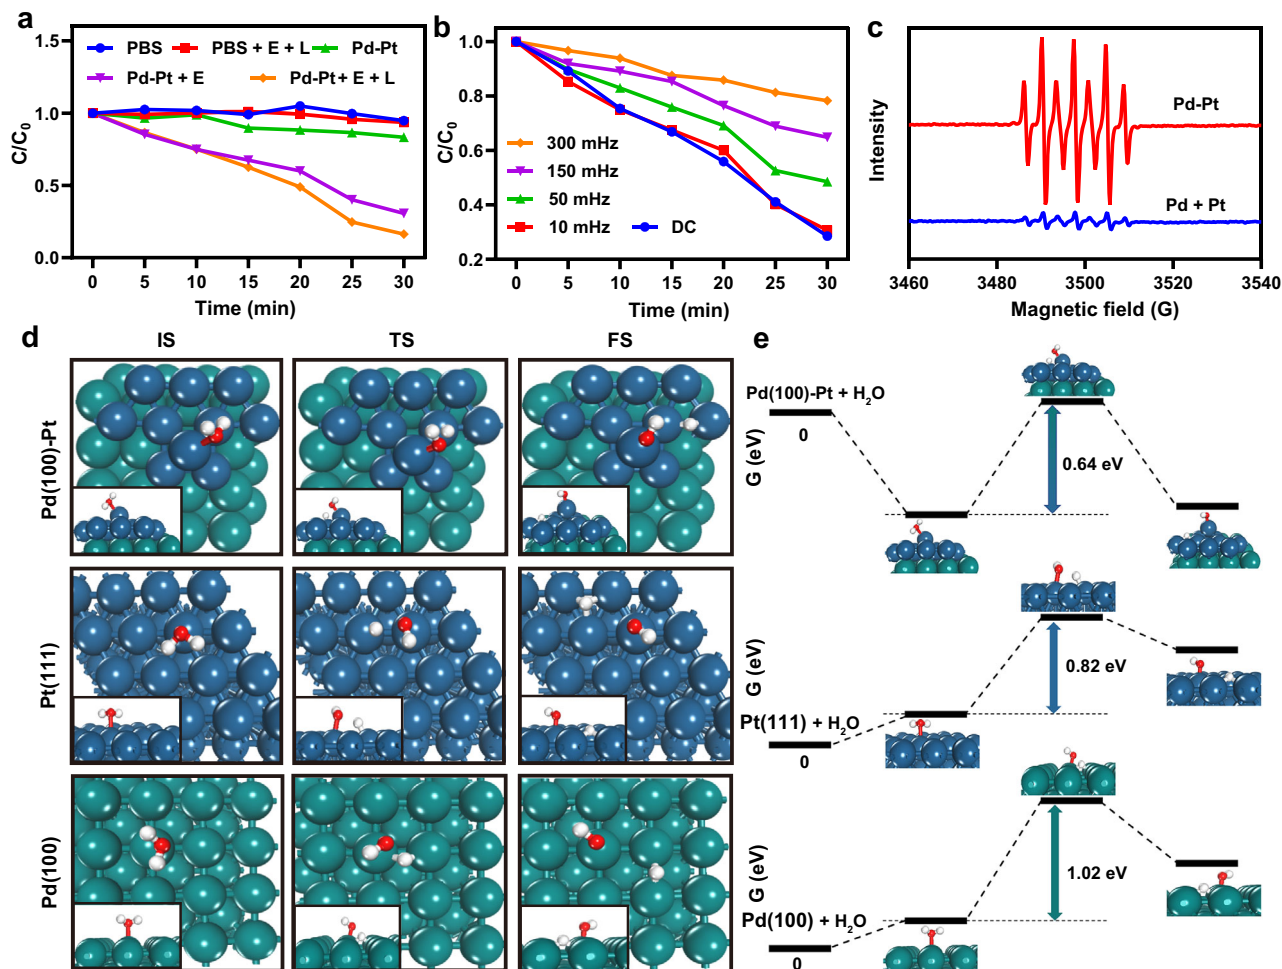 a
1.5
PBS
PBS + E + L
Pd-Pt
Pd-Pt + E
Pd-Pt + E + L
1.0
C/C0
0.5
0.0
0 5 10 15 20 25 30
Time (min)
b
1.0
0.8
C/C0
0.6
0.4
0.2
300 mHz
150 mHz
50 mHz
10 mHz
DC
0 5 10 15 20 25 30
Time (min)
c
Intensity
Pd-Pt
Pd + Pt
3460 3480 3500 3520 3540
Magnetic field (G)
d
IS TS FS
Pd(100)-Pt
Pt(111)
Pd(100)
e
Pd(100)-Pt + H2O
0
G (eV)
0.64 eV
G (eV)
0.82 eV
Pt(111) + H2O
0
G (eV)
1.02 eV
Pd(100) + H2O
0